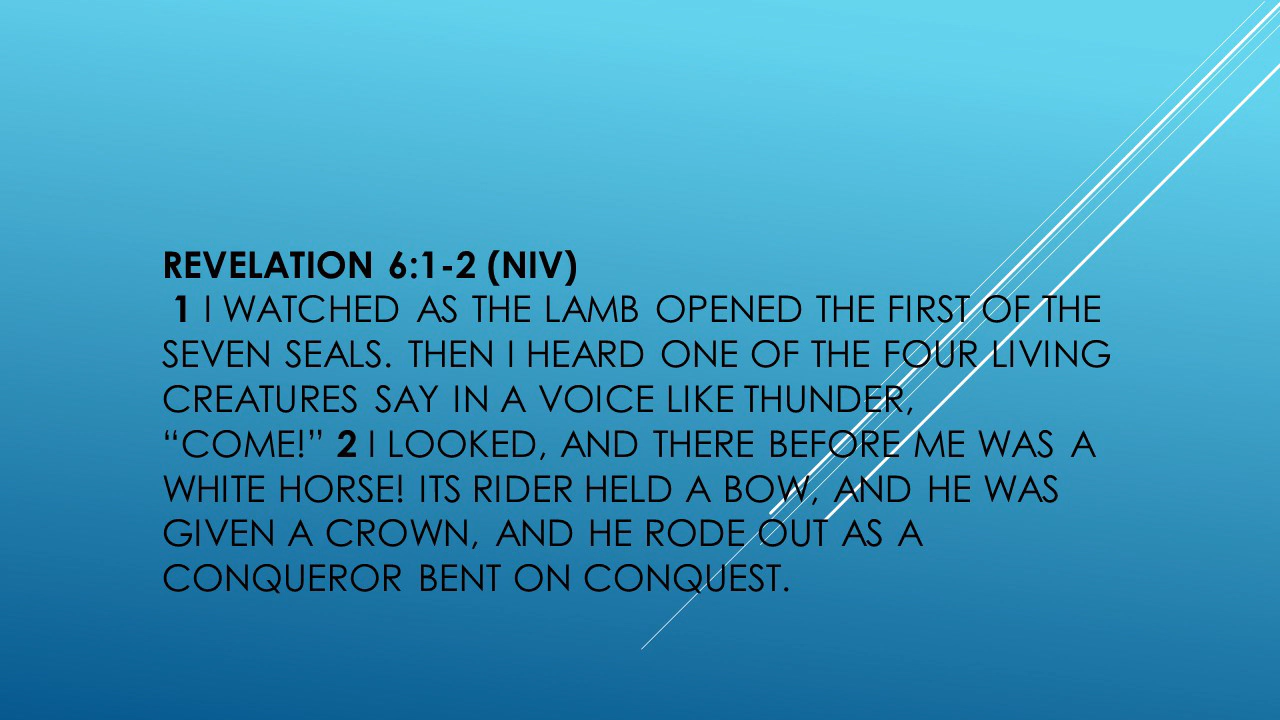 REVELATION 6:1-2 (NIV)
1 I WATCHED AS THE LAMB OPENED THE FIRST OF THE
SEVEN SEALS. THEN I HEARD ONE OF THE FOUR LIVING
CREATURES SAY IN A VOICE LIKE THUNDER,
“COME!” 2 I LOOKED, AND THERE BEFORE ME WAS A
WHITE HORSE! ITS RIDER HELD A BOW, AND HE WAS
GIVEN A CROWN, AND HE RODE OUT AS A
CONQUEROR BENT ON CONQUEST.